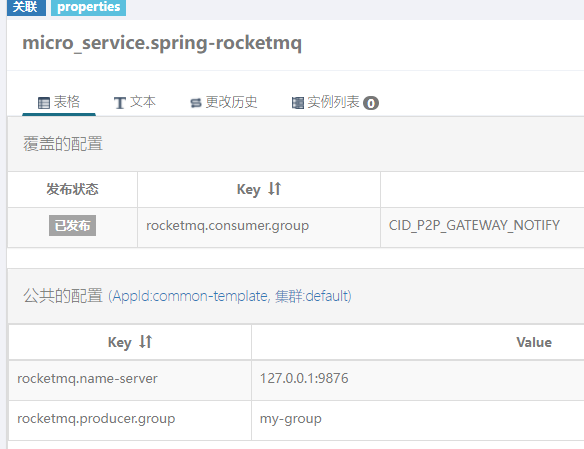 关联 properties
micro_service.spring-rocketmq
表格 文本 更改历史 实例列表 0
覆盖的配置
发布状态 Key
已发布 rocketmq.consumer.group CID_P2P_GATEWAY_NOTIFY
公共的配置 (AppId:common-template, 集群:default)
Key Value
rocketmq.name-server 127.0.0.1:9876
rocketmq.producer.group my-group